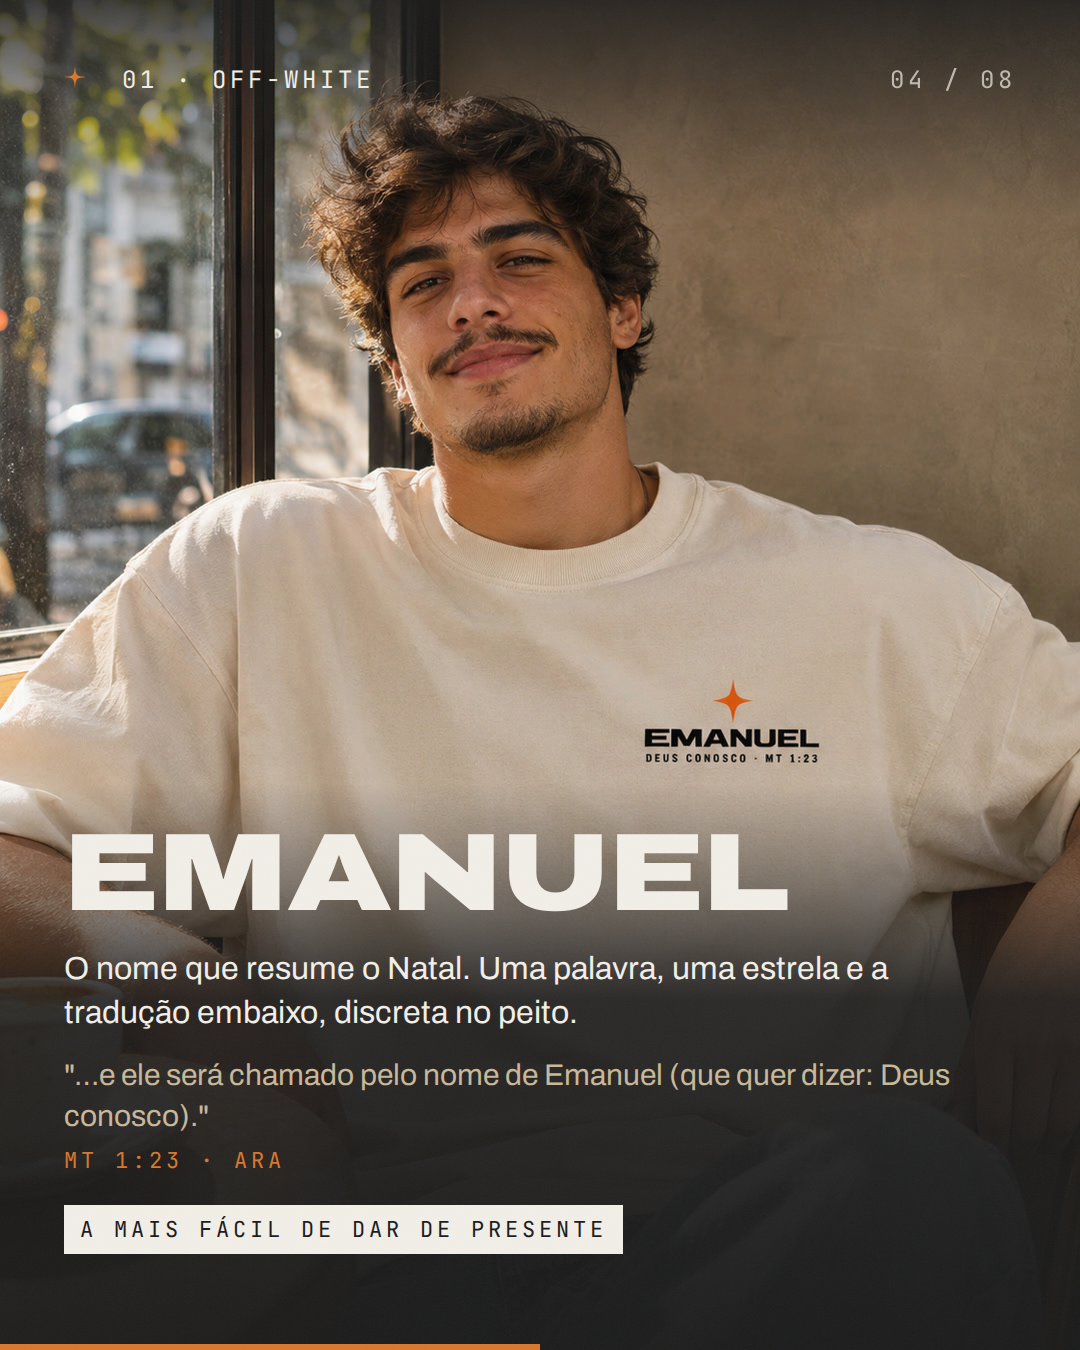 01 · OFF-WHITE
04 / 08
EMANUEL
DEUS CONOSCO · MT 1:23
EMANUEL
O nome que resume o Natal. Uma palavra, uma estrela e a
tradução embaixo, discreta no peito.
"...e ele será chamado pelo nome de Emanuel (que quer dizer: Deus
conosco)."
MT 1:23 · ARA
A MAIS FÁCIL DE DAR DE PRESENTE